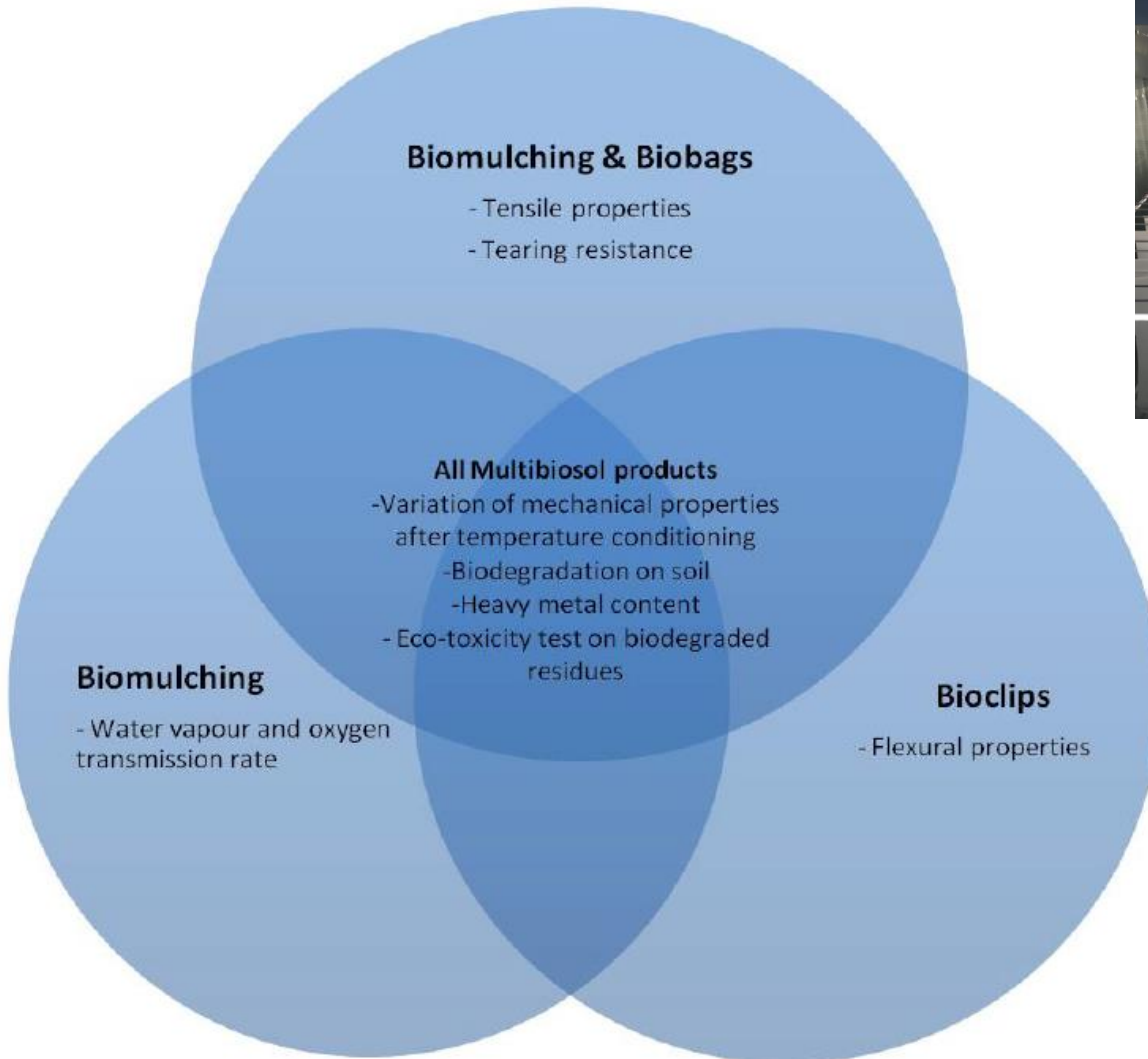 Biomulching & Biobags
- Tensile properties
- Tearing resistance
All Multibiosol products
-Variation of mechanical properties
after temperature conditioning
-Biodegradation on soil
-Heavy metal content
- Eco-toxicity test on biodegraded
residues
Biomulching
- Water vapour and oxygen
transmission rate
Bioclips
- Flexural properties